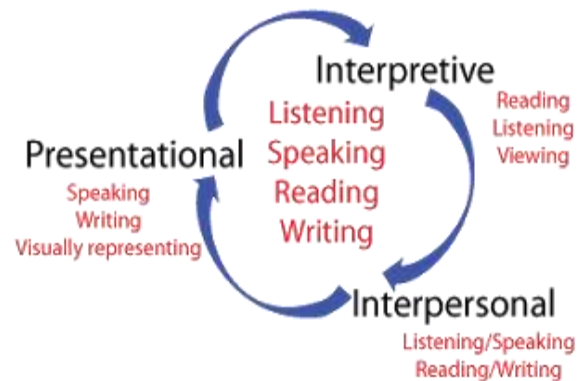 Interpretive
Reading
Listening
Viewing
Listening
Speaking
Reading
Writing
Presentational
Speaking
Writing
Visually representing
Interpersonal
Listening/Speaking
Reading/Writing